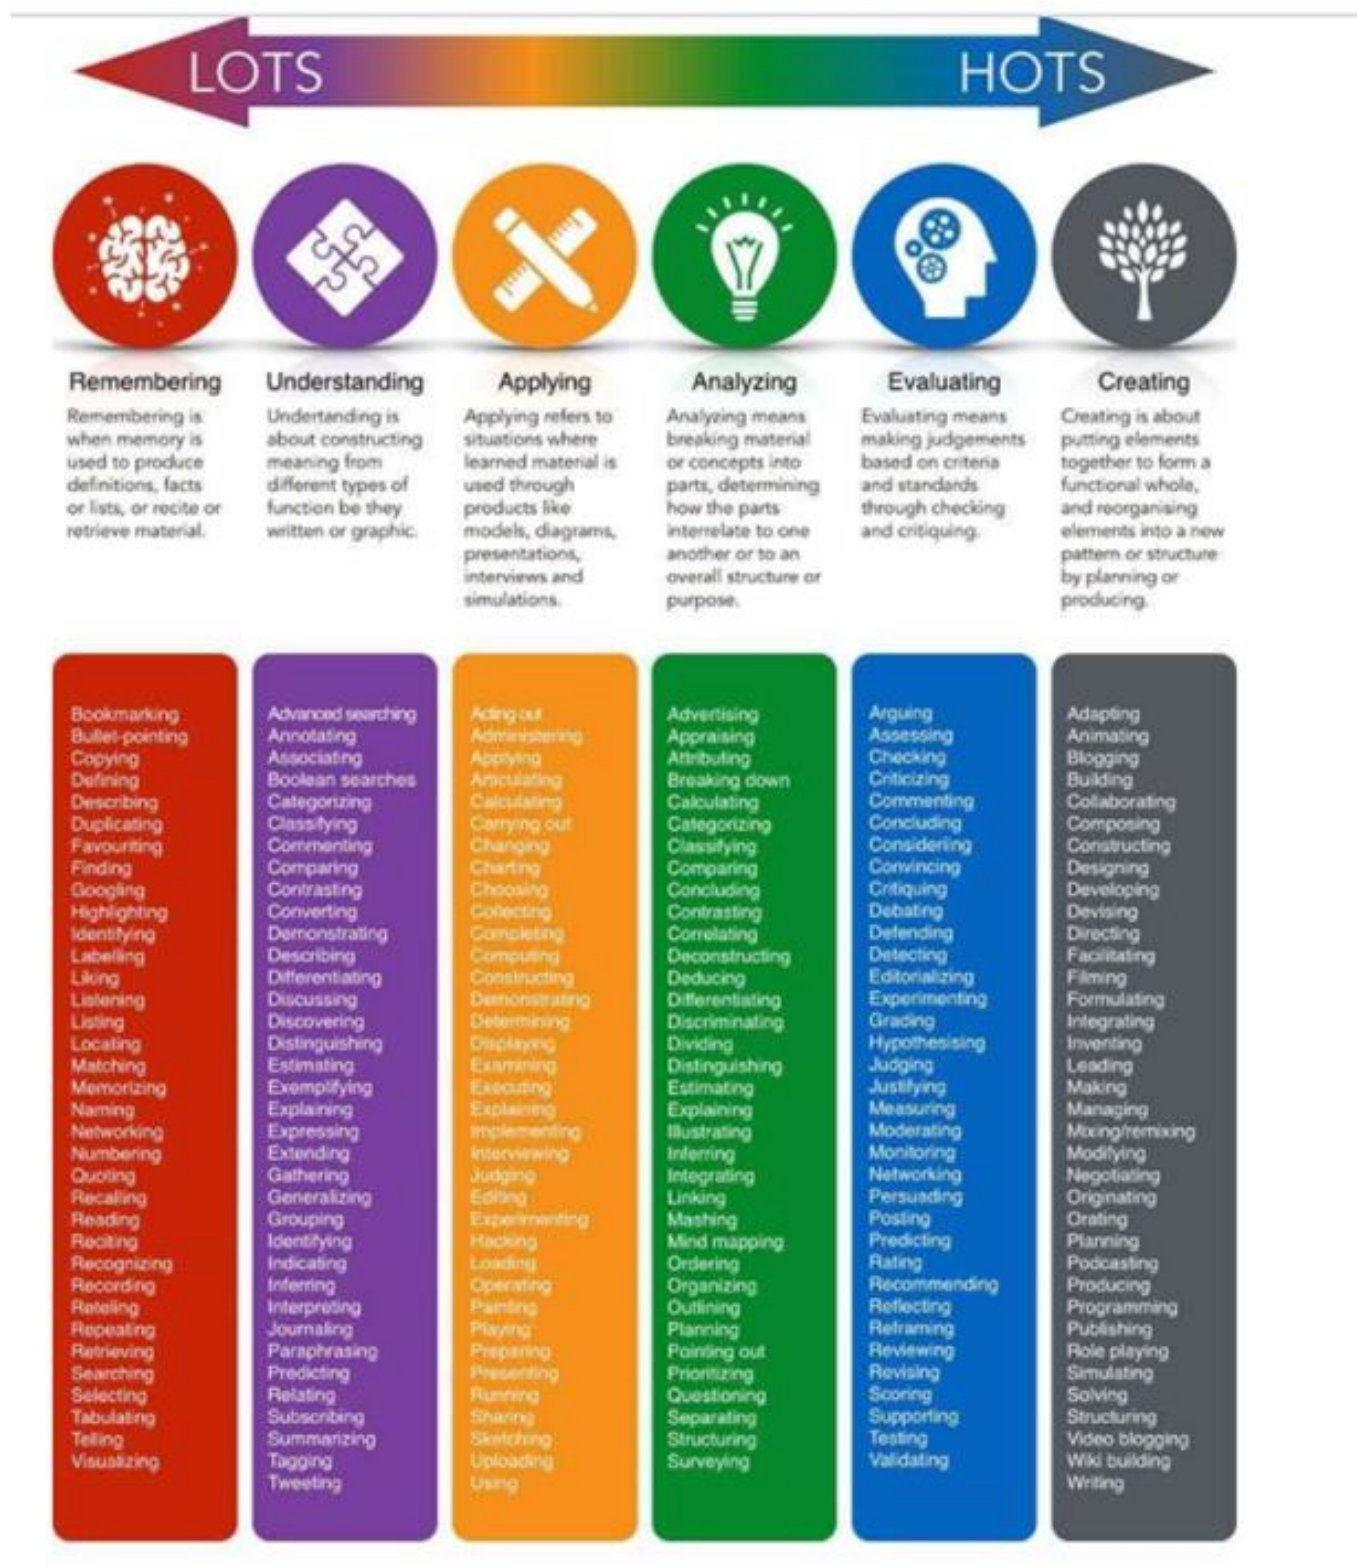 LOTS
HOTS
Remembering
Remembering is
when memory is
used to produce
definitions, facts
or lists, or recite or
retrieve material.
Understanding
Undertanding is
about constructing
meaning from
different types of
function be they
written or graphic.
Applying
Applying refers to
situations where
learned material is
used through
products like
models, diagrams,
presentations,
interviews and
simulations.
Analyzing
Analyzing means
breaking material
or concepts into
parts, determining
how the parts
interrelate to one
another or to an
overall structure or
purpose.
Evaluating
Evaluating means
making judgements
based on criteria
and standards
through checking
and critiquing.
Creating
Creating is about
putting elements
together to form a
functional whole,
and reorganising
elements into a new
pattern or structure
by planning or
producing.
Bookmarking
Bullet-pointing
Copying
Defining
Describing
Duplicating
Favouriting
Finding
Googling
Highlighting
Identifying
Labelling
Liking
Listening
Listing
Locating
Matching
Memorizing
Naming
Networking
Numbering
Quoting
Recalling
Reading
Reciting
Recognizing
Recording
Reteling
Repeating
Retrieving
Searching
Selecting
Tabulating
Telling
Visualizing
Advanced searching
Annotating
Associating
Boolean searches
Categorizing
Classifying
Commenting
Comparing
Contrasting
Converting
Demonstrating
Describing
Differentiating
Discussing
Discovering
Distinguishing
Estimating
Exemplifying
Explaining
Expressing
Extending
Gathering
Generalizing
Grouping
Identifying
Indicating
Inferring
Interpreting
Journaling
Paraphrasing
Predicting
Relating
Subscribing
Summarizing
Tagging
Tweeting
Acting out
Administering
Applying
Articulating
Calculating
Carrying out
Changing
Charting
Choosing
Collecting
Completing
Computing
Constructing
Demonstrating
Determining
Displaying
Examining
Executing
Explaining
Implementing
Interviewing
Judging
Editing
Experimenting
Hacking
Loading
Operating
Painting
Playing
Preparing
Presenting
Running
Sharing
Sketching
Uploading
Using
Advertising
Appraising
Attributing
Breaking down
Calculating
Categorizing
Classifying
Comparing
Concluding
Contrasting
Correlating
Deconstructing
Deducing
Differentiating
Discriminating
Dividing
Distinguishing
Estimating
Explaining
Illustrating
Inferring
Integrating
Linking
Mashing
Mind mapping
Ordering
Organizing
Outlining
Planning
Pointing out
Prioritizing
Questioning
Separating
Structuring
Surveying
Arguing
Assessing
Checking
Criticizing
Commenting
Concluding
Considering
Convincing
Critiquing
Debating
Defending
Detecting
Editorializing
Experimenting
Grading
Hypothesising
Judging
Justifying
Measuring
Moderating
Monitoring
Networking
Persuading
Posting
Predicting
Rating
Recommending
Reflecting
Reframing
Reviewing
Revising
Scoring
Supporting
Testing
Validating
Adapting
Animating
Blogging
Building
Collaborating
Composing
Constructing
Designing
Developing
Devising
Directing
Facilitating
Filming
Formulating
Integrating
Inventing
Leading
Making
Managing
Mixing/remixing
Modifying
Negotiating
Originating
Orating
Planning
Podcasting
Producing
Programming
Publishing
Role playing
Simulating
Solving
Structuring
Video blogging
Wiki building
Writing